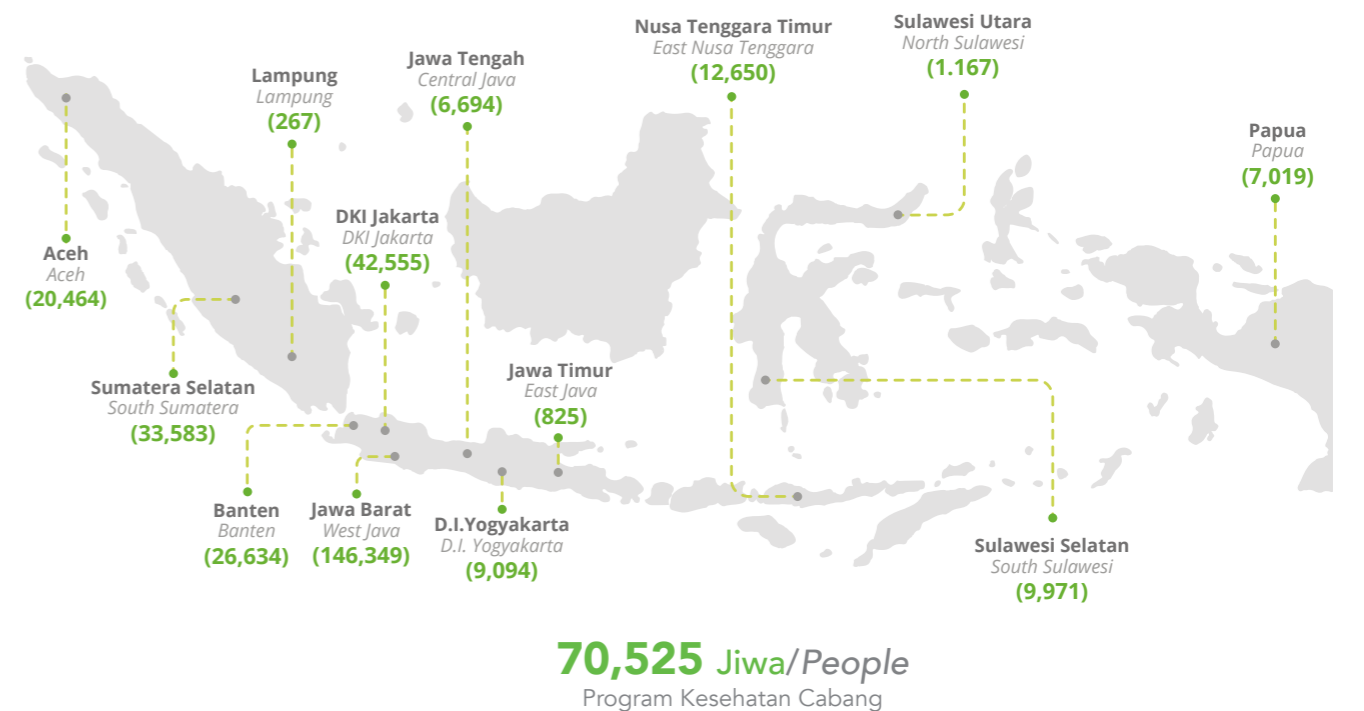 Nusa Tenggara Timur
East Nusa Tenggara
(12,650)
Sulawesi Utara
North Sulawesi
(1.167)
Jawa Tengah
Central Java
(6,694)
Lampung
Lampung
(267)
Papua
Papua
(7,019)
DKI Jakarta
DKI Jakarta
(42,555)
Aceh
Aceh
(20,464)
Sumatera Selatan
South Sumatera
(33,583)
Jawa Timur
East Java
(825)
Banten
Banten
(26,634)
Jawa Barat
West Java
(146,349)
D.I.Yogyakarta
D.I. Yogyakarta
(9,094)
Sulawesi Selatan
South Sulawesi
(9,971)
70,525 Jiwa/People
Program Kesehatan Cabang